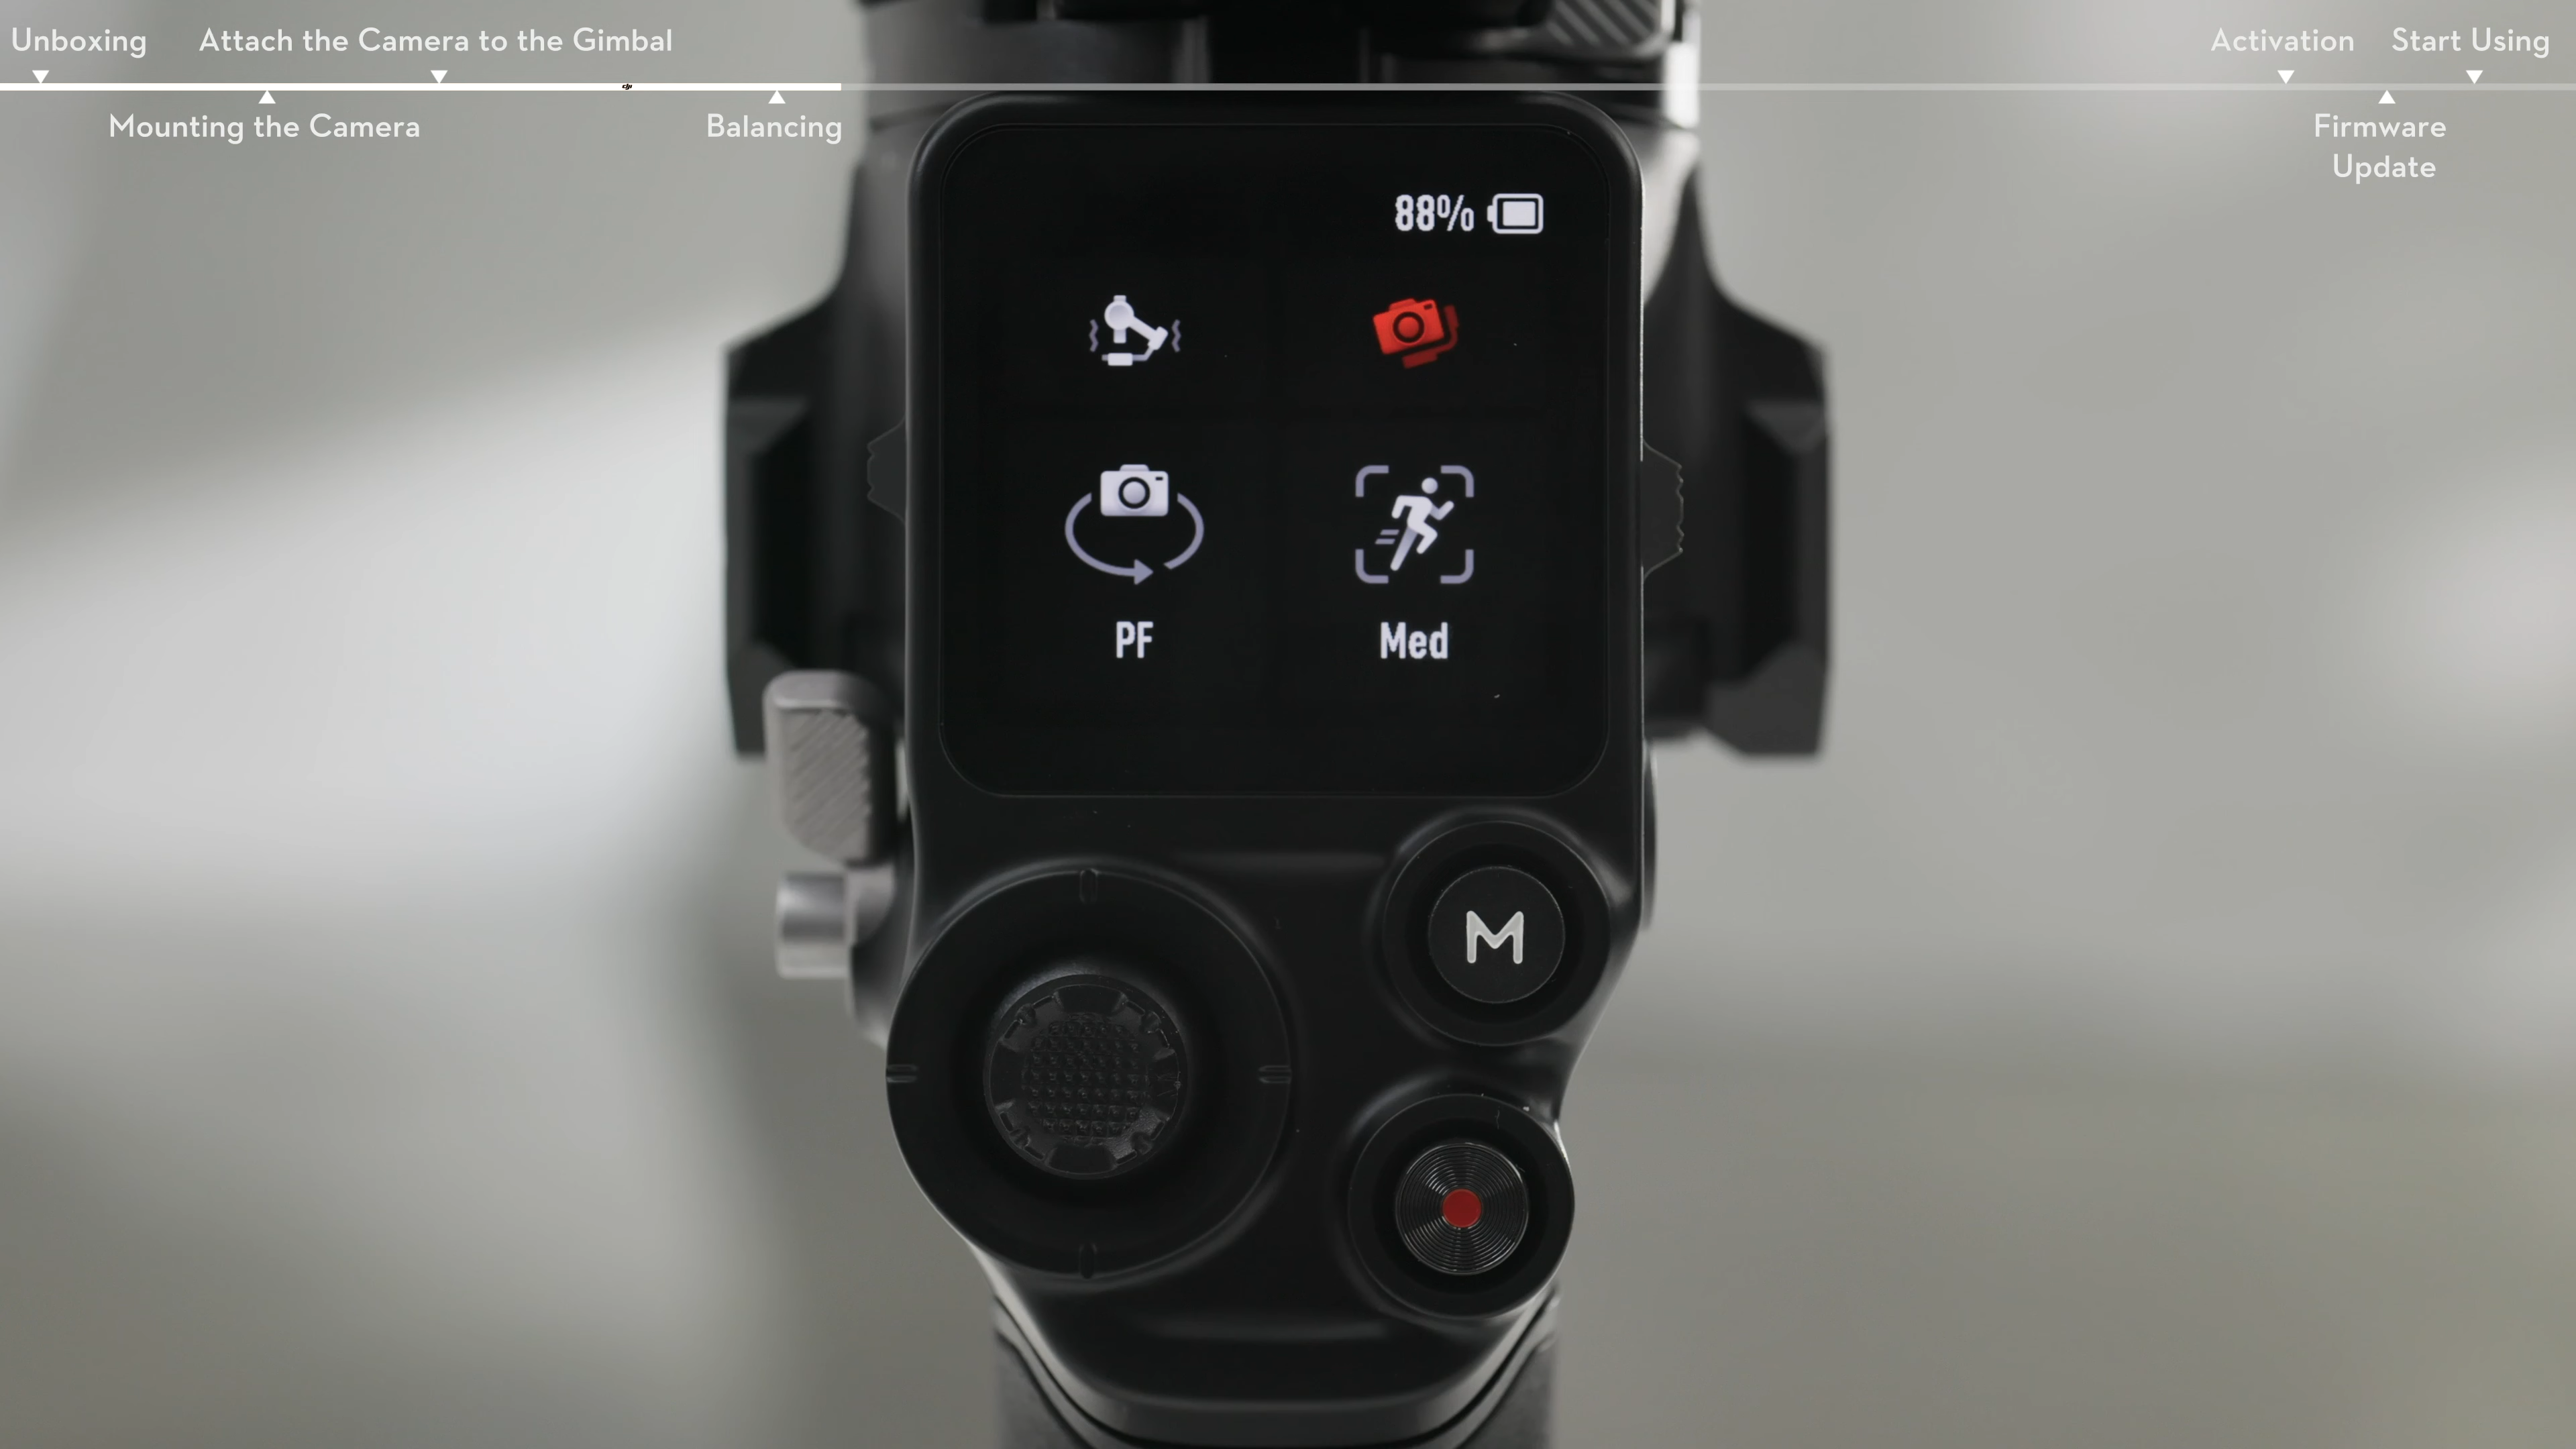 Unboxing
Attach the Camera to the Gimbal
Activation
Start Using
Mounting the Camera
Balancing
Firmware
Update
88%
PF
Med
M